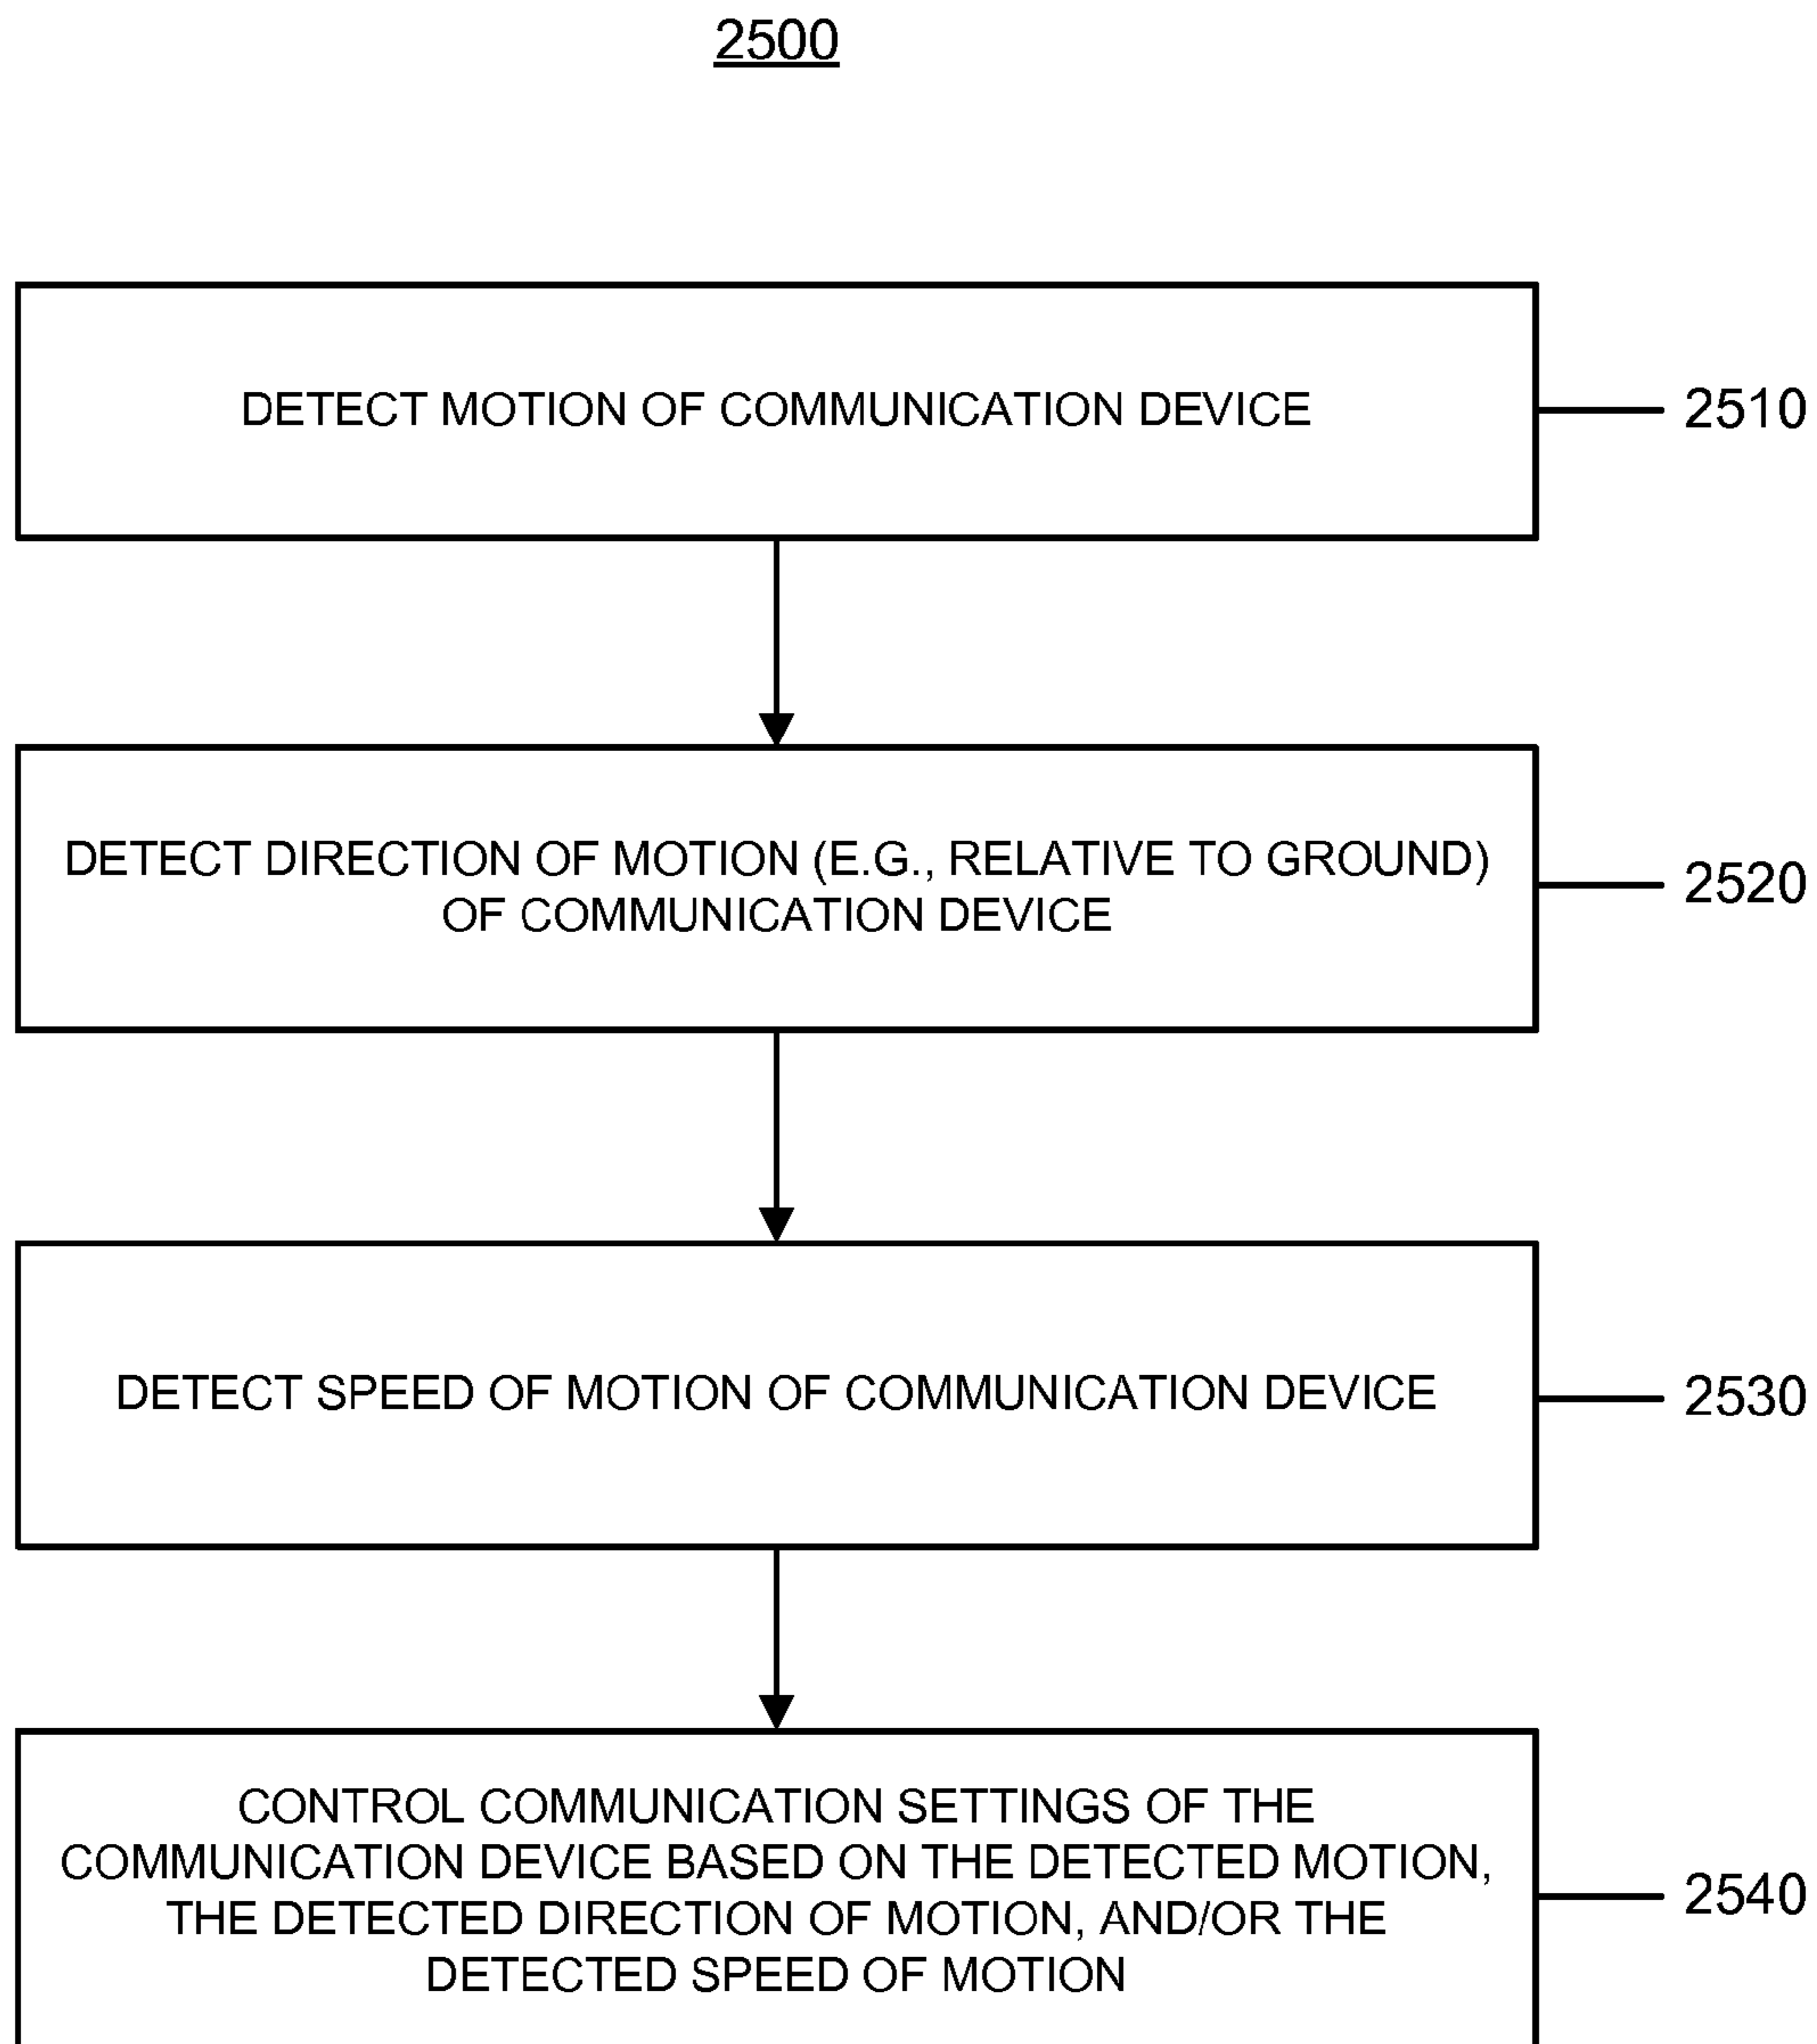 2500
DETECT MOTION OF COMMUNICATION DEVICE
2510
DETECT DIRECTION OF MOTION (E.G., RELATIVE TO GROUND)
OF COMMUNICATION DEVICE
2520
DETECT SPEED OF MOTION OF COMMUNICATION DEVICE
2530
CONTROL COMMUNICATION SETTINGS OF THE
COMMUNICATION DEVICE BASED ON THE DETECTED MOTION,
THE DETECTED DIRECTION OF MOTION, AND/OR THE
DETECTED SPEED OF MOTION
2540